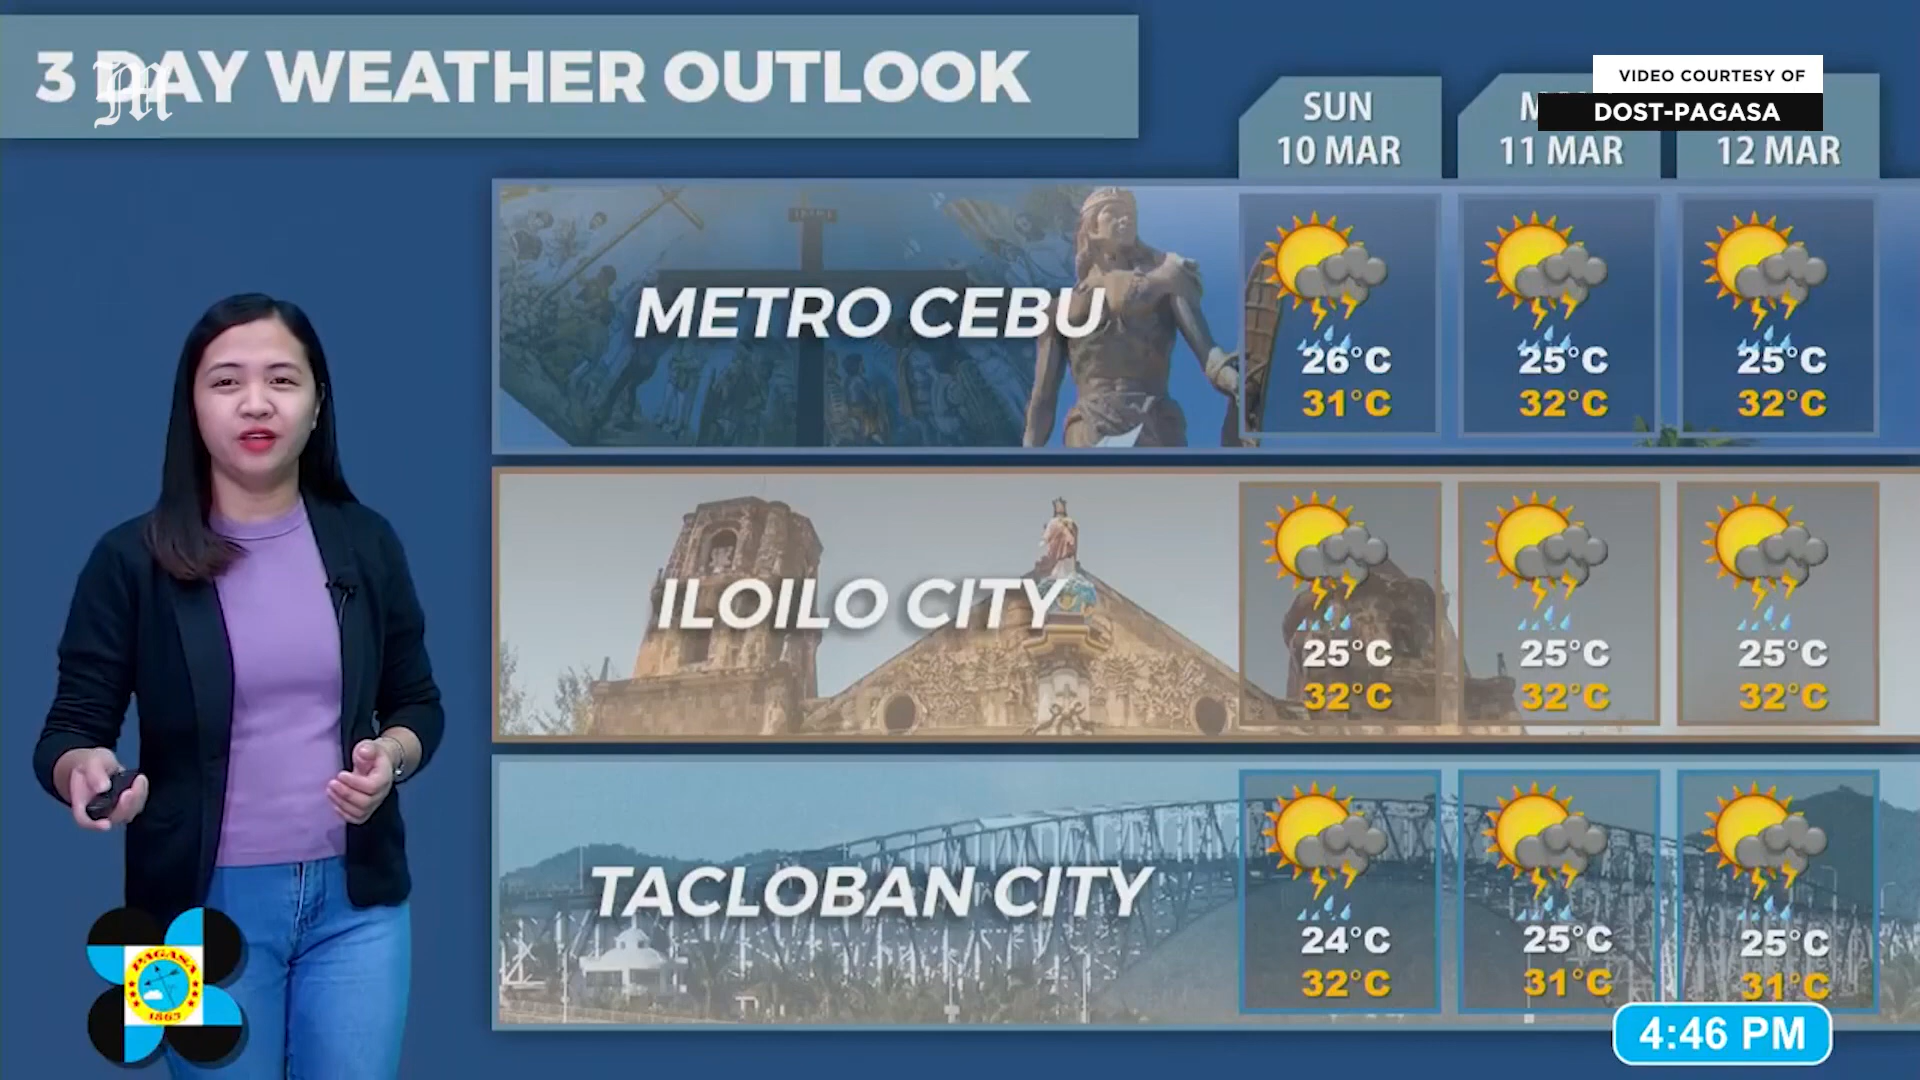 3 DAY WEATHER OUTLOOK
M
VIDEO COURTESY OF
DOST-PAGASA
SUN
10 MAR
11 MAR
12 MAR
METRO CEBU
26°C
31°C
25°C
32°C
25°C
32°C
ILOILO CITY
25°C
32°C
25°C
32°C
25°C
32°C
TACLOBAN CITY
24°C
32°C
25°C
31°C
25°C
31°C
PAGASA
1865
4:46 PM